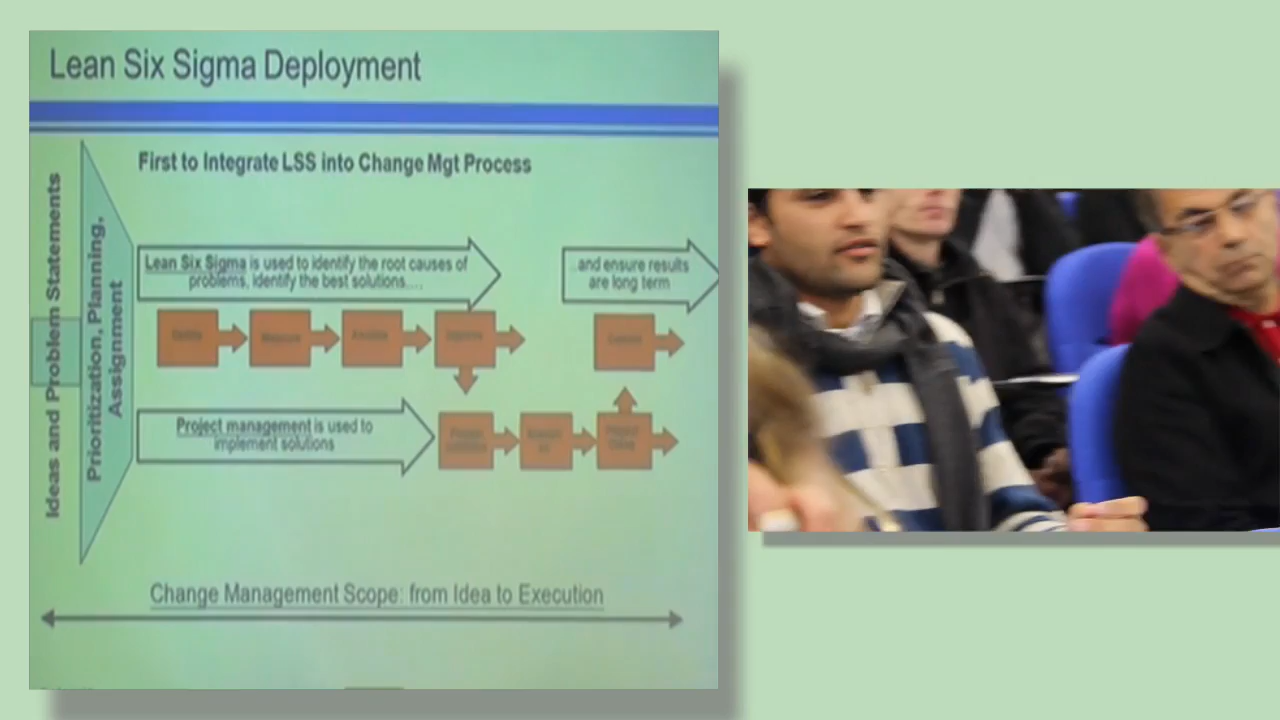 Lean Six Sigma Deployment
First to Integrate LSS into Change Mgt Process
Ideas and Problem Statements
Prioritization, Planning,
Assignment
Lean Six Sigma is used to identify the root causes of
problems, identify the best solutions....
..and ensure results
are long term
Measure
Control
Project management is used to
implement solutions
Change Management Scope: from Idea to Execution